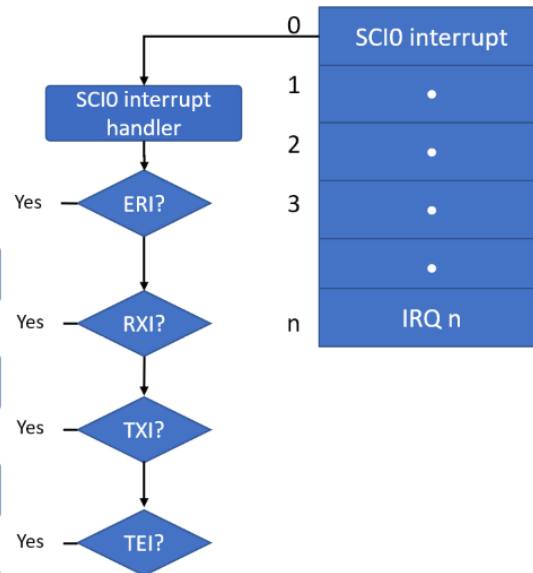 0
SCI0 interrupt
SCI0 interrupt
handler
1
2
Yes
ERI?
3
Yes
RXI?
n
IRQ n
Yes
TXI?
Yes
TEI?